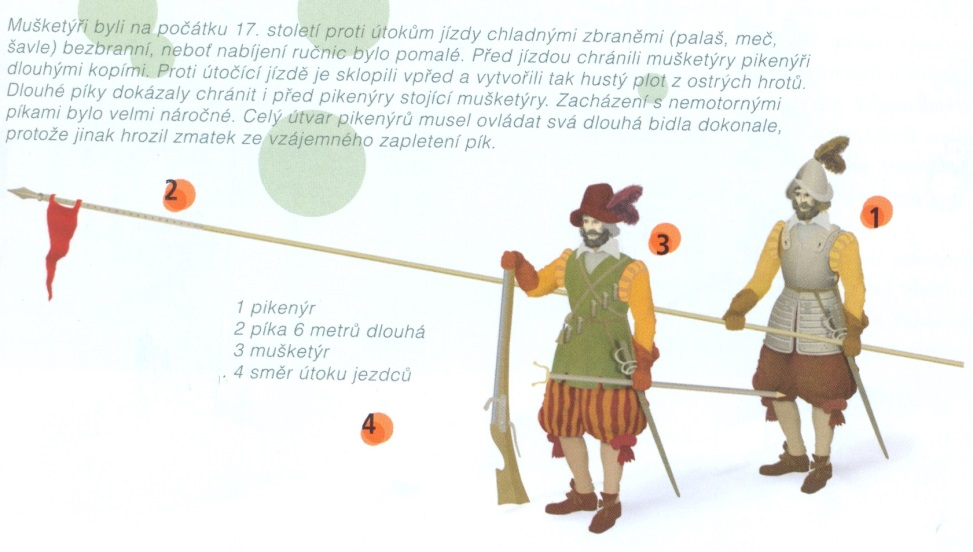 Mušketýři byli na počátku 17. století proti útokům jízdy chladnými zbraněmi (palaš, meč,
šavle) bezbranní, neboť nabíjení ručnic bylo pomalé. Před jízdou chránili mušketýry pikenýři
dlouhými kopími. Proti útočící jízdě je sklopili vpřed a vytvořili tak hustý plot z ostrých hrotů.
Dlouhé píky dokázaly chránit i před pikenýry stojící mušketýry. Zacházení s nemotornými
píkami bylo velmi náročné. Celý útvar pikenýrů musel ovládat svá dlouhá bidla dokonale,
protože jinak hrozil zmatek ze vzájemného zapletení pík.
2
1
3
1 pikenýr
2 píka 6 metrů dlouhá
3 mušketýr
4 směr útoku jezdců
4